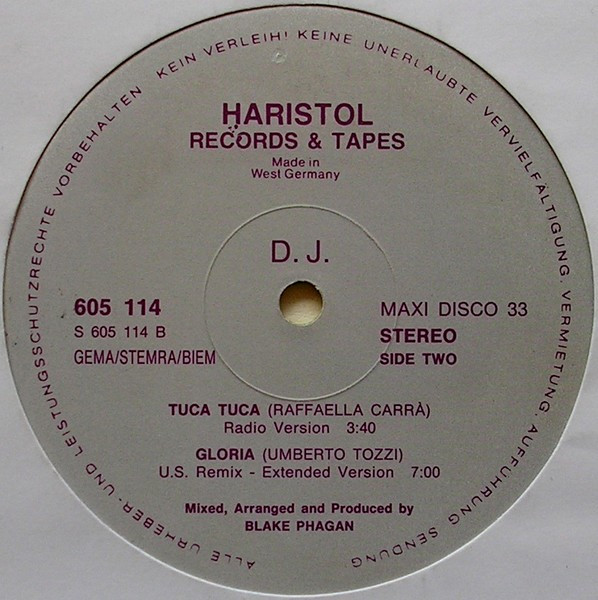 ALLE URHEBER- UND LEISTUNGSSCHUTZRECHTE VORBEHALTEN KEIN VERLEIH! KEINE UNERLAUBTE VERVIELFÄLTIGUNG, VERMIETUNG, AUFFÜHRUNG SENDUNG
HARISTOL
RECORDS & TAPES
Made in
West Germany
D. J.
605 114
S 605 114 B
GEMA/STEMRA/BIEM
MAXI DISCO 33
STEREO
SIDE TWO
TUCA TUCA (RAFFAELLA CARRÀ)
Radio Version 3:40
GLORIA (UMBERTO TOZZI)
U.S. Remix - Extended Version 7:00
Mixed, Arranged and Produced by
BLAKE PHAGAN